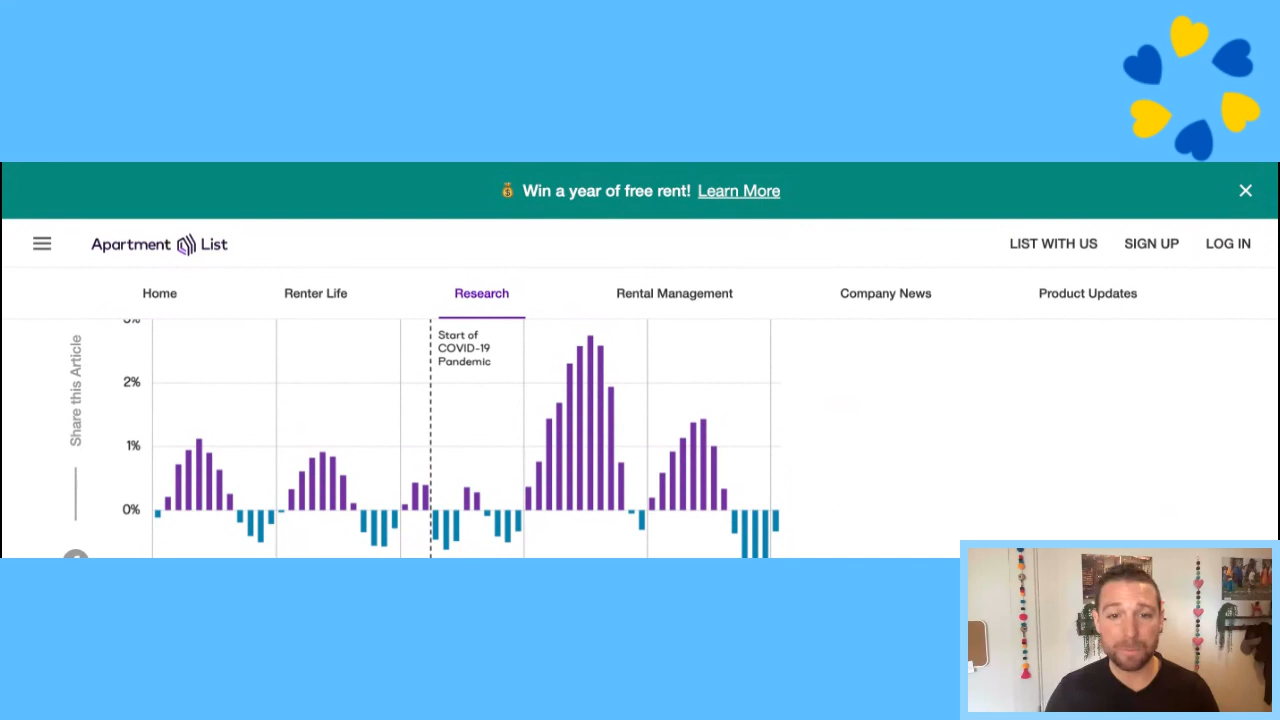 💰 Win a year of free rent! Learn More
Apartment List
LIST WITH US
SIGN UP
LOG IN
Home
Renter Life
Research
Rental Management
Company News
Product Updates
Share this Article
2%
1%
0%
Start of
COVID-19
Pandemic